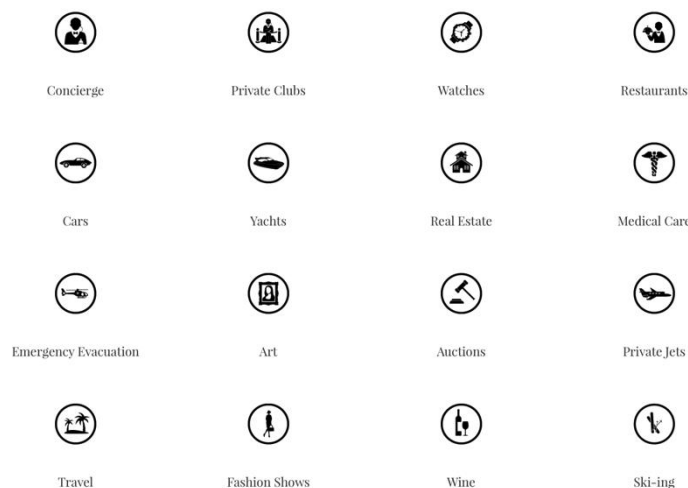 Concierge
Private Clubs
Watches
Restaurants
Cars
Yachts
Real Estate
Medical Care
Emergency Evacuation
Art
Auctions
Private Jets
Travel
Fashion Shows
Wine
Ski-ing